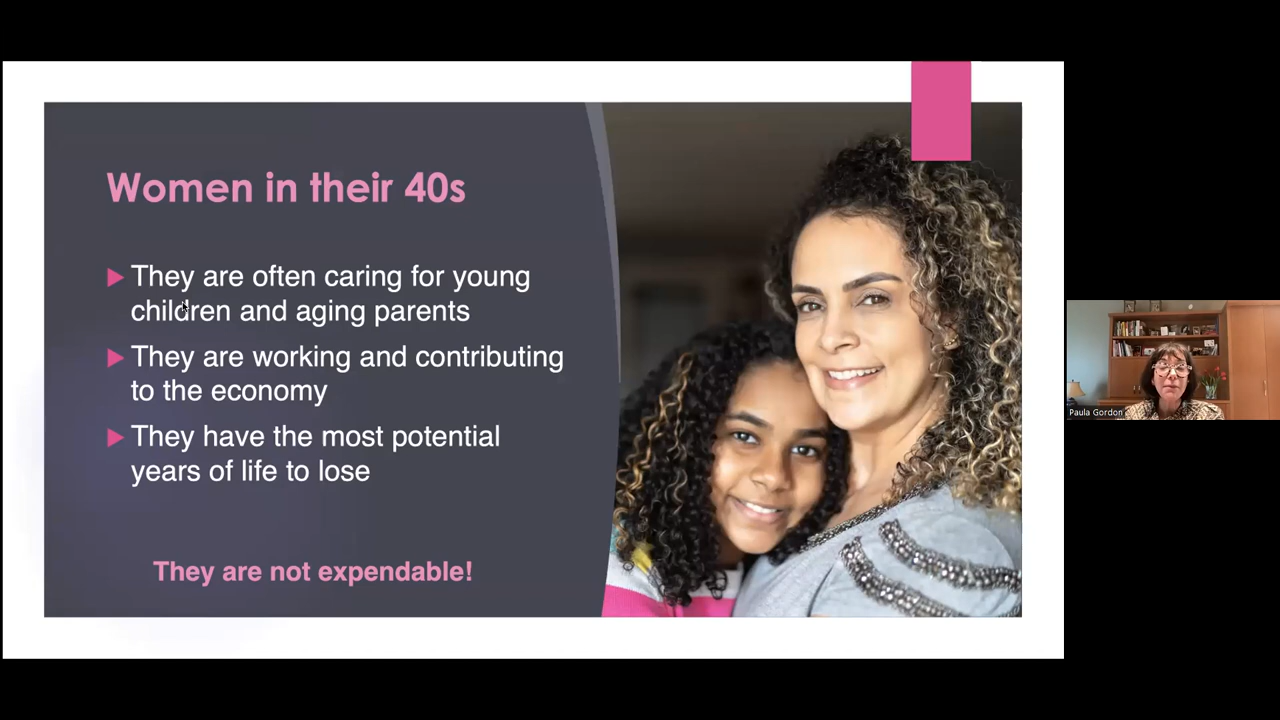 Women in their 40s
They are often caring for young
children and aging parents
They are working and contributing
to the economy
They have the most potential
years of life to lose
They are not expendable!
Paula Gordon